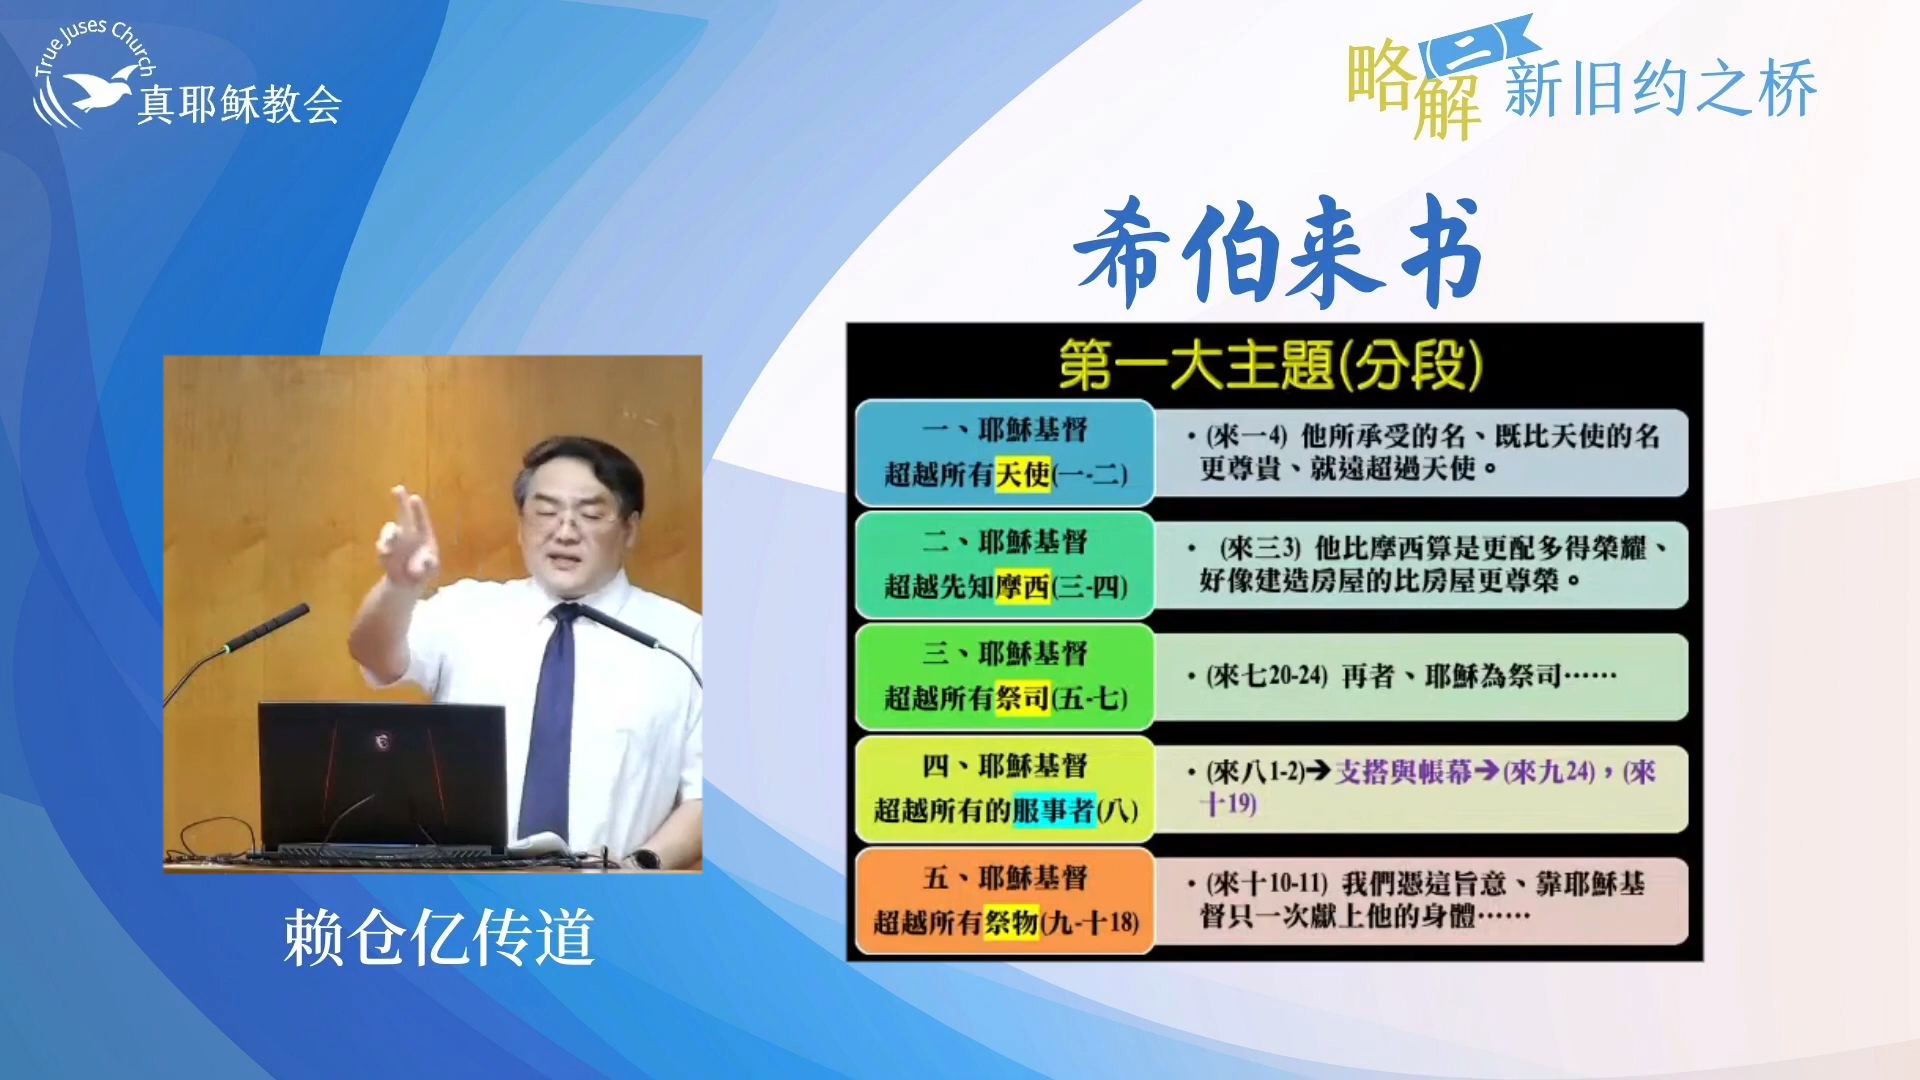 True Juses Church
真耶稣教会
略解
二
新旧约之桥
希伯来书
第一大主題(分段)
一、耶穌基督
超越所有天使(一-二)
•(來一4) 他所承受的名、既比天使的名
更尊貴、就遠超過天使。
二、耶穌基督
超越先知摩西(三-四)
• (來三3) 他比摩西算是更配多得榮耀、
好像建造房屋的比房屋更尊榮。
三、耶穌基督
超越所有祭司(五-七)
•(來七20-24) 再者、耶穌為祭司……
四、耶穌基督
超越所有的服事者(八)
•(來八1-2)➔支搭與帳幕➔(來九24),(來
十19)
五、耶穌基督
超越所有祭物(九-十18)
•(來十10-11) 我們憑這旨意、靠耶穌基
督只一次獻上他的身體……
赖仓亿传道